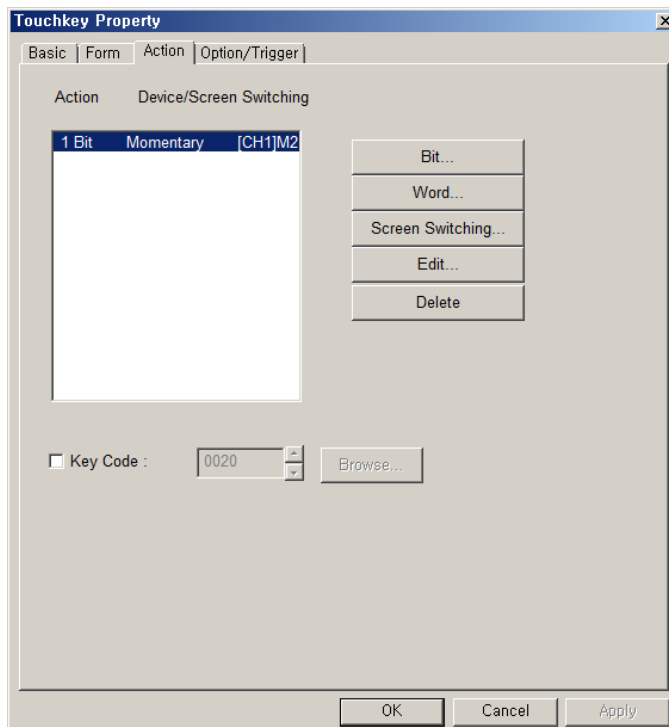 Touchkey Property
Basic Form Action Option/Trigger
Action Device/Screen Switching
1 Bit Momentary [CH1]M2
Bit...
Word...
Screen Switching...
Edit...
Delete
Key Code : 0020 Browse...
OK Cancel Apply